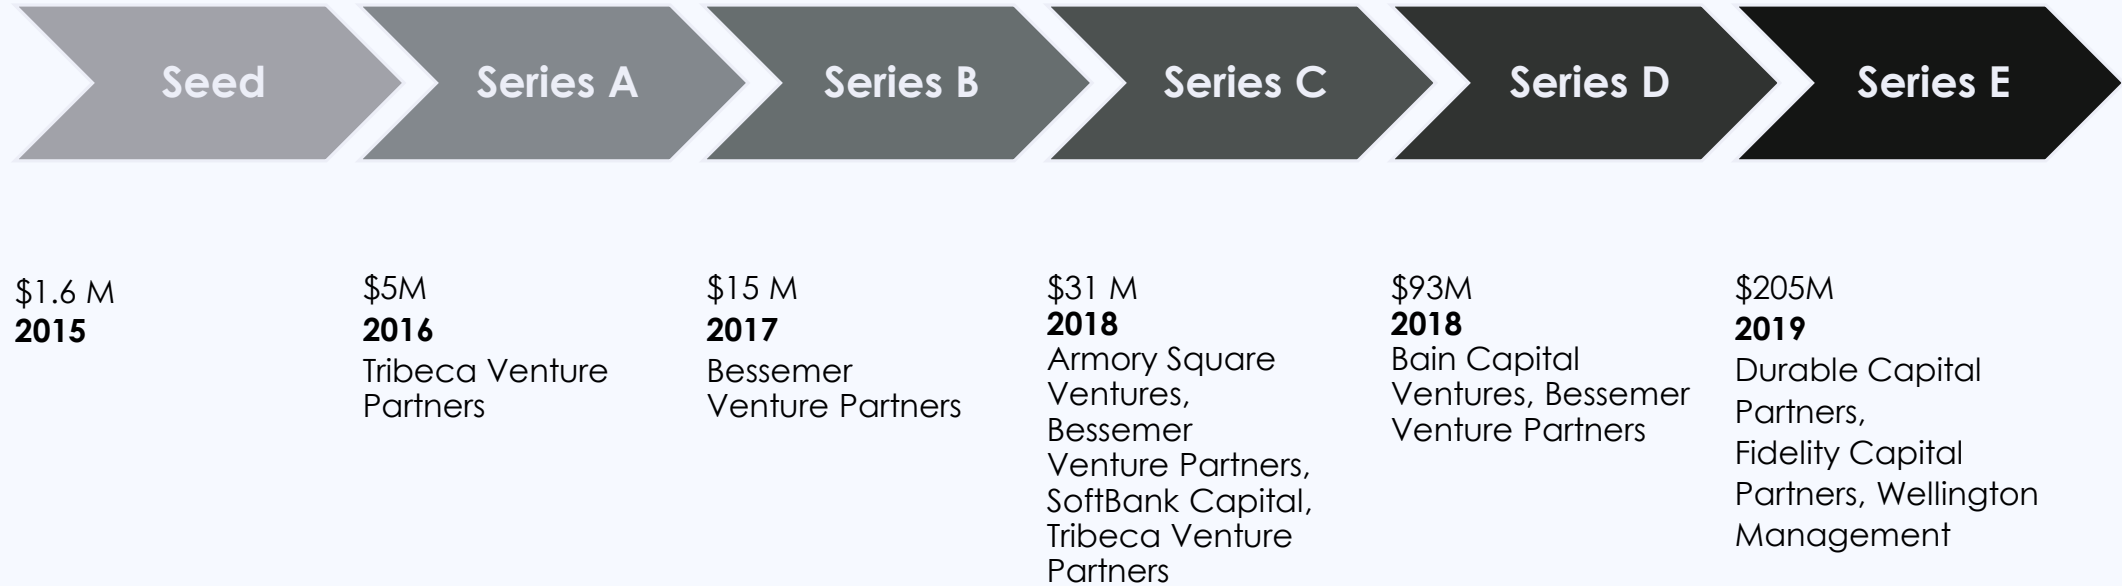 Seed
Series A
Series B
Series C
Series D
Series E
$1.6 M
2015
$5M
2016
Tribeca Venture
Partners
$15 M
2017
Bessemer
Venture Partners
$31 M
2018
Armory Square
Ventures,
Bessemer
Venture Partners,
SoftBank Capital,
Tribeca Venture
Partners
$93M
2018
Bain Capital
Ventures, Bessemer
Venture Partners
$205M
2019
Durable Capital
Partners,
Fidelity Capital
Partners, Wellington
Management